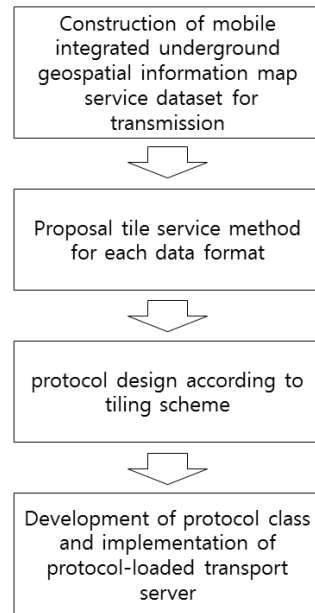 Construction of mobile
integrated underground
geospatial information map
service dataset for
transmission
Proposal tile service method
for each data format
protocol design according to
tiling scheme
Development of protocol class
and implementation of
protocol-loaded transport
server